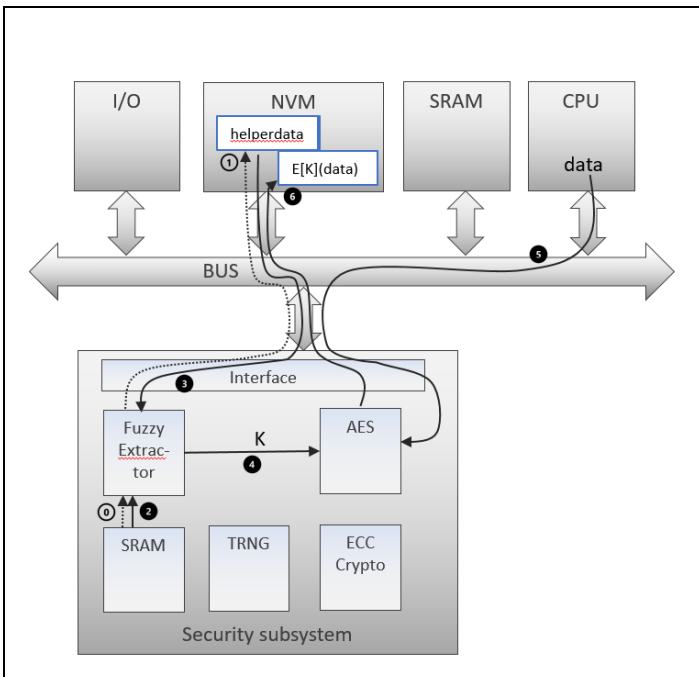 I/O
NVM
SRAM
CPU
helperdata
1
E[K](data)
data
6
5
BUS
Interface
3
Fuzzy
Extrac-
tor
AES
K
4
0
2
SRAM
TRNG
ECC
Crypto
Security subsystem